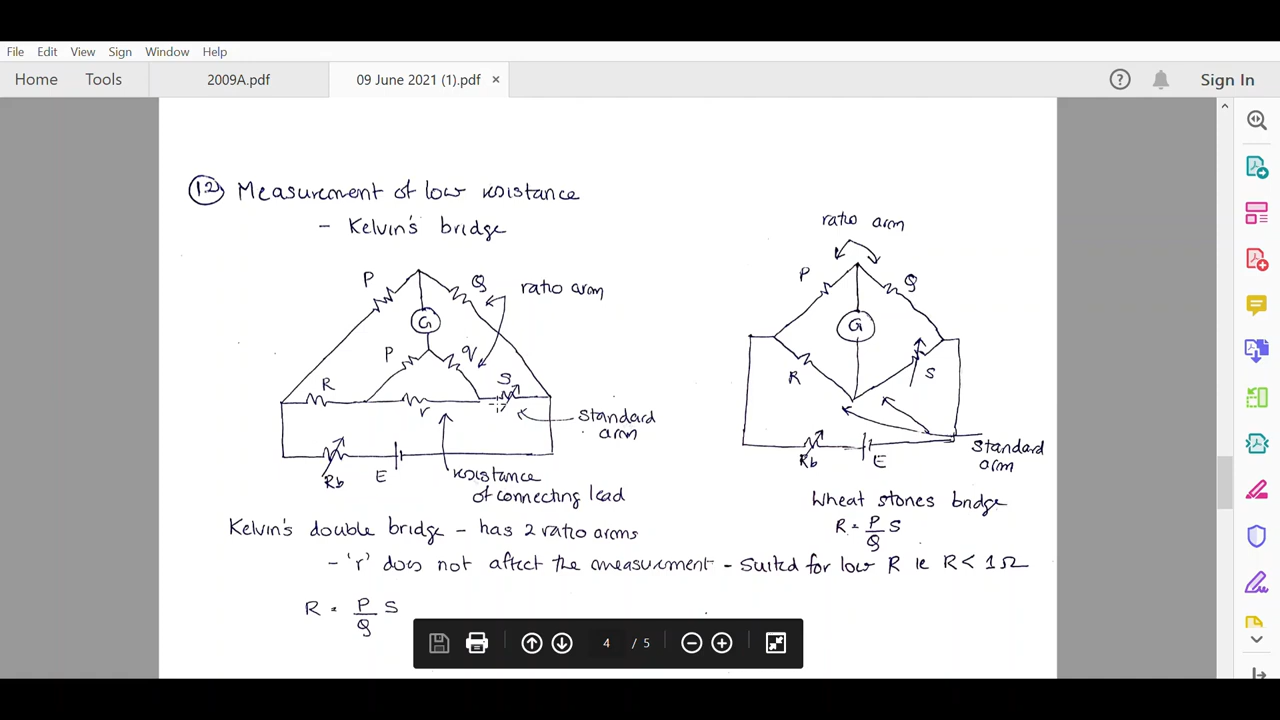 File Edit View Sign Window Help
Home Tools 2009A.pdf 09 June 2021 (1).pdf × ? Sign In
12 Measurement of low resistance
- Kelvin's bridge
P
Q
ratio arm
G
P
q
R
r
S
standard
arm
Rb
E
resistance
of connecting lead
ratio arm
P
Q
G
R
S
Rb
E
Standard
arm
Wheat stones bridge
R = P/Q S
Kelvin's double bridge - has 2 ratio arms
- 'r' does not affect the measurement - suited for low R ie R < 1Ω
R = P/Q S
4 / 5